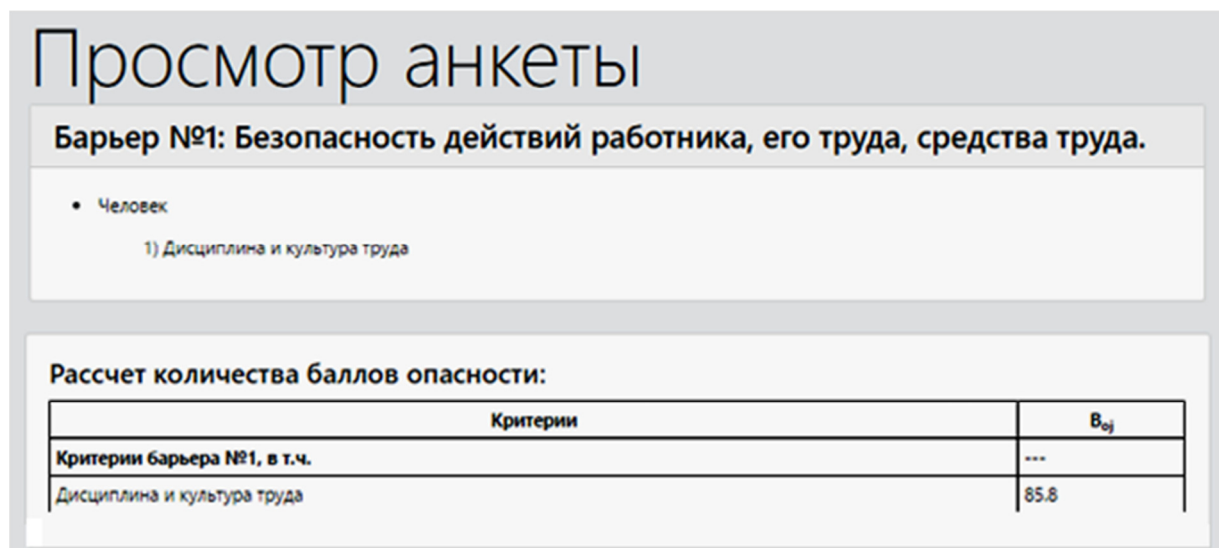 Просмотр анкеты
Барьер №1: Безопасность действий работника, его труда, средства труда.
• Человек
1) Дисциплина и культура труда
Рассчет количества баллов опасности:
Критерии Bоj
Критерии барьера №1, в т.ч. ---
Дисциплина и культура труда 85.8